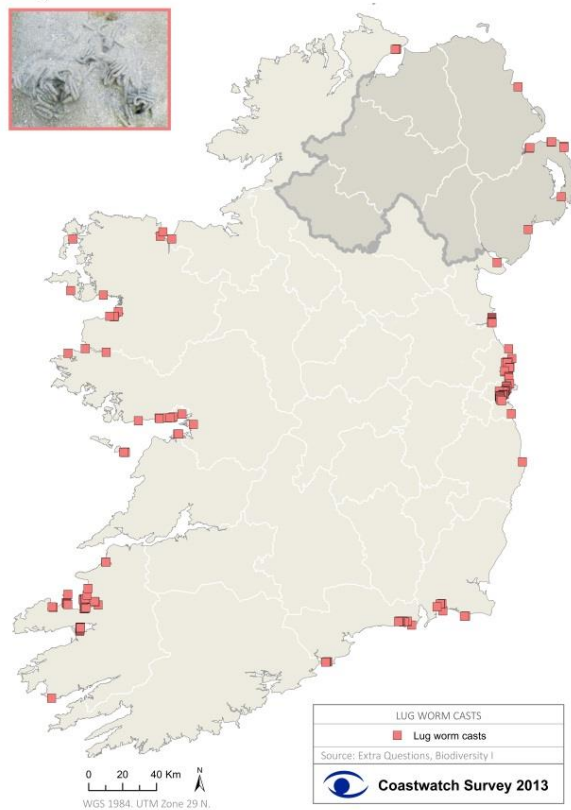 LUG WORM CASTS
Lug worm casts
Source: Extra Questions, Biodiversity I
Coastwatch Survey 2013
0 20 40 Km
N
WGS 1984. UTM Zone 29 N.